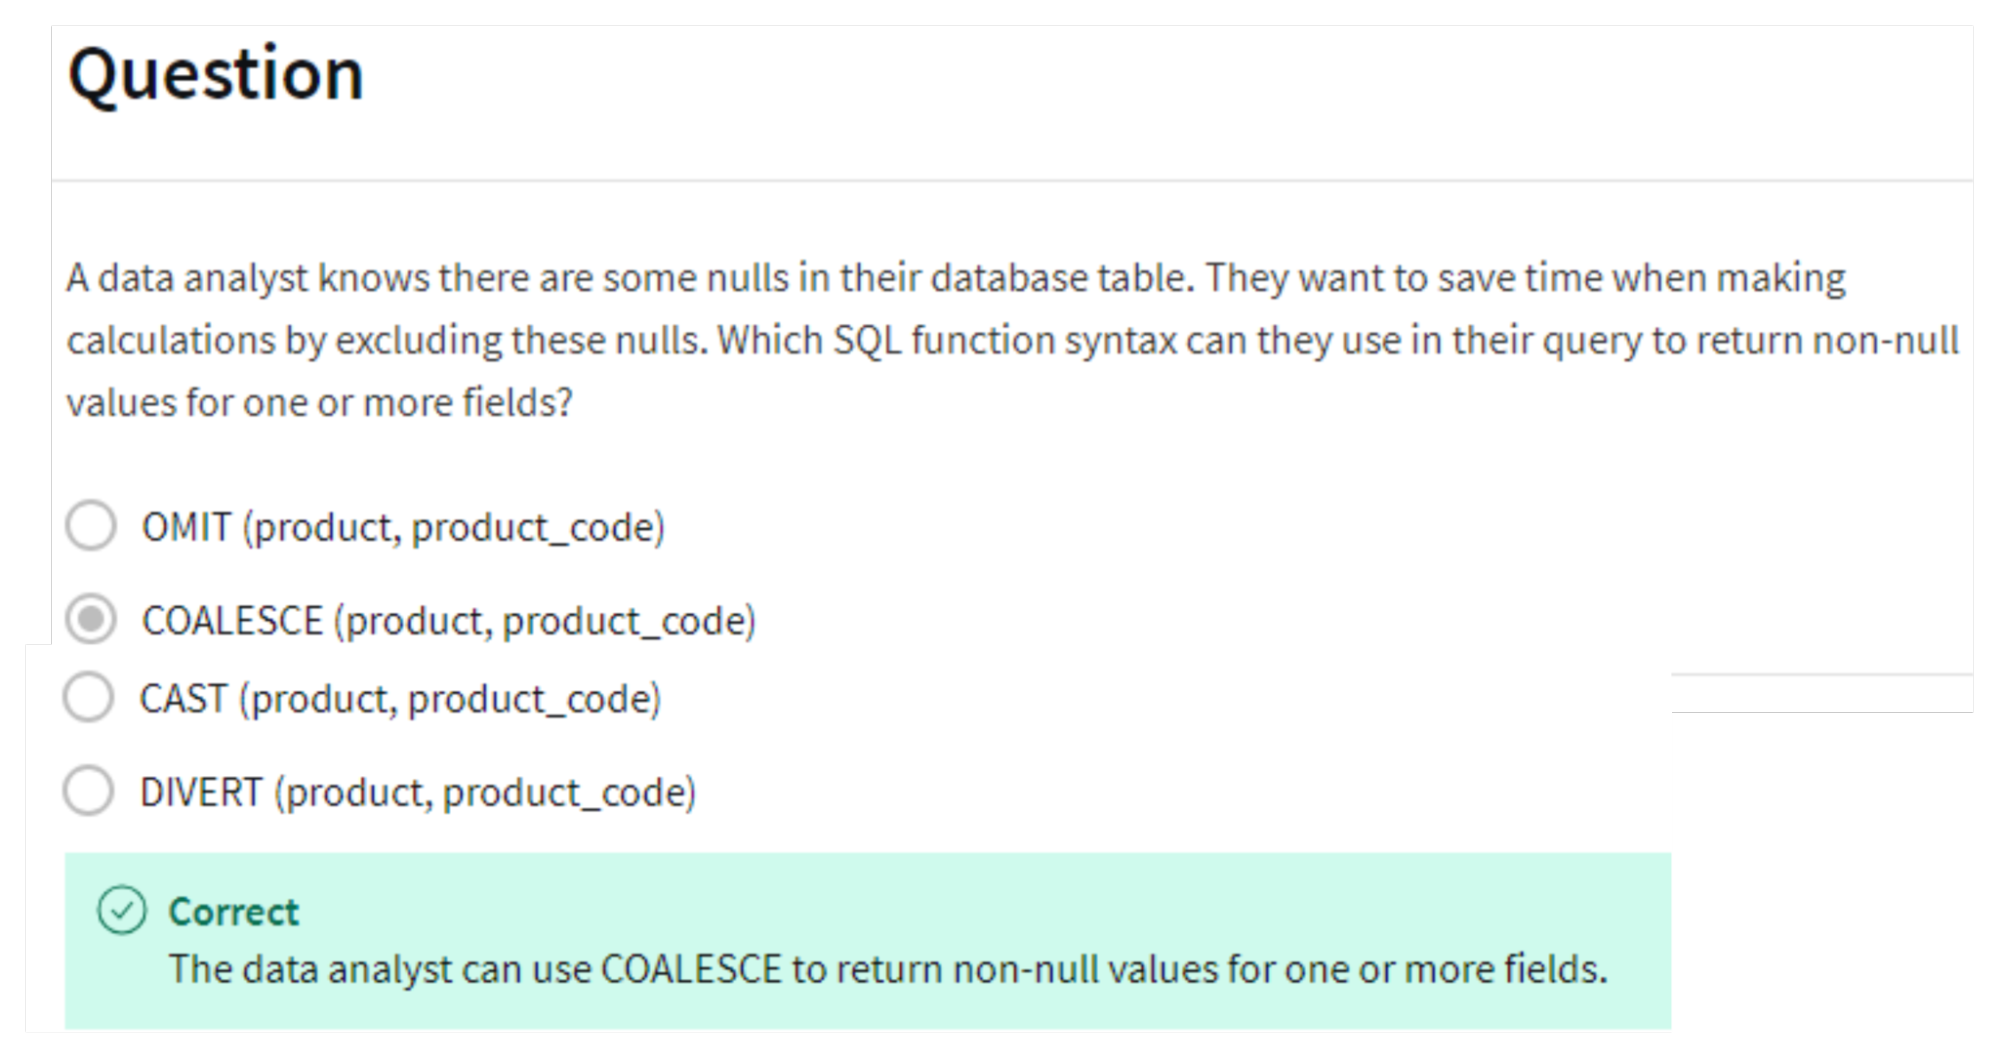 Question
A data analyst knows there are some nulls in their database table. They want to save time when making
calculations by excluding these nulls. Which SQL function syntax can they use in their query to return non-null
values for one or more fields?
OMIT (product, product_code)
COALESCE (product, product_code)
CAST (product, product_code)
DIVERT (product, product_code)
Correct
The data analyst can use COALESCE to return non-null values for one or more fields.